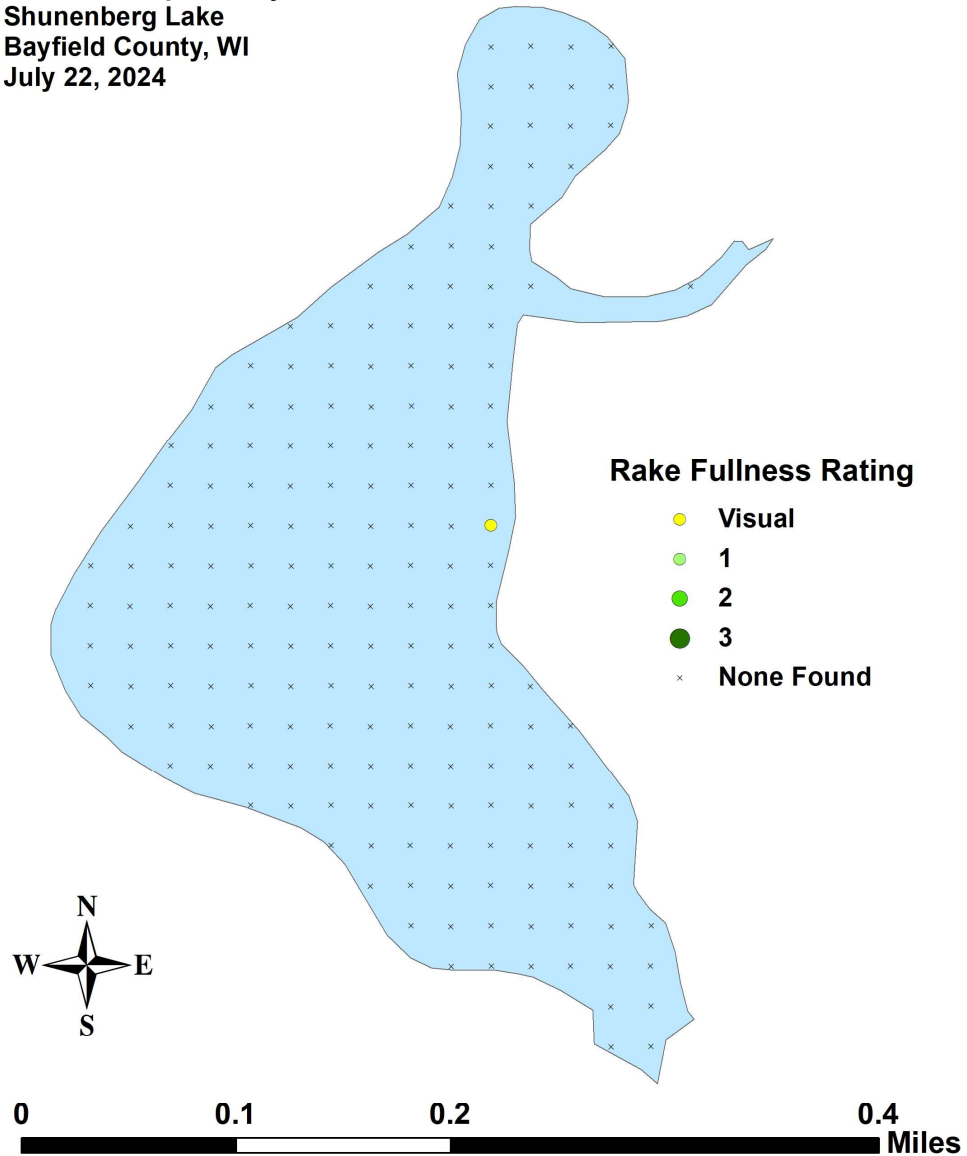 Shunenberg Lake
Bayfield County, WI
July 22, 2024
Rake Fullness Rating
Visual
1
2
3
None Found
N
W E
S
0 0.1 0.2 0.4
Miles